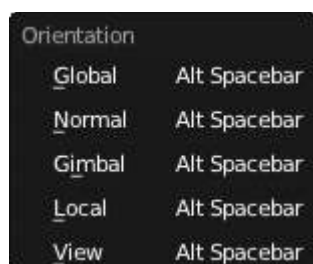 Orientation
Global Alt Spacebar
Normal Alt Spacebar
Gimbal Alt Spacebar
Local Alt Spacebar
View Alt Spacebar